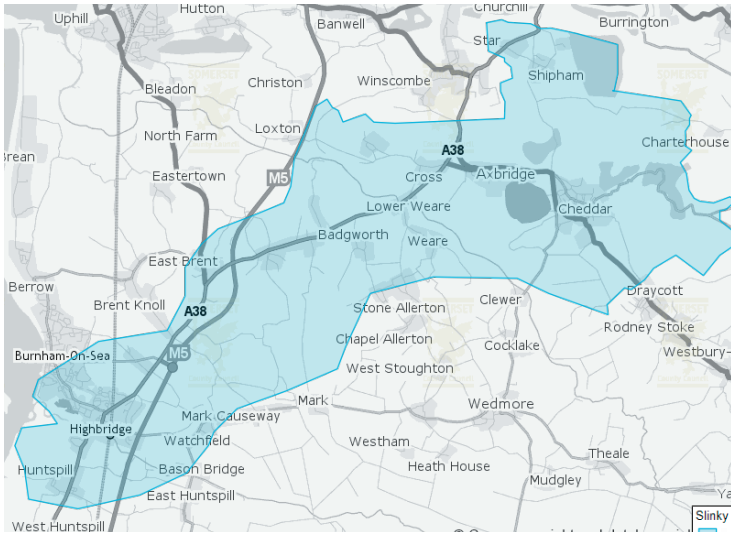 Uphill
Hutton
Banwell
Churchill
Burrington
Star
Shipham
Winscombe
Bleadon
Christon
Loxton
North Farm
Charterhouse
Brean
Eastertown
M5
A38
Cross
Axbridge
Lower Weare
Cheddar
Badgworth
Weare
East Brent
Berrow
Brent Knoll
A38
Stone Allerton
Clewer
Draycott
Rodney Stoke
Chapel Allerton
Cocklake
Westbury-
Burnham-On-Sea
M5
West Stoughton
Mark
Wedmore
Mark Causeway
Highbridge
Watchfield
Westham
Theale
Huntspill
Bason Bridge
Heath House
Mudgley
East Huntspill
Ya
West Huntspill
Slinky